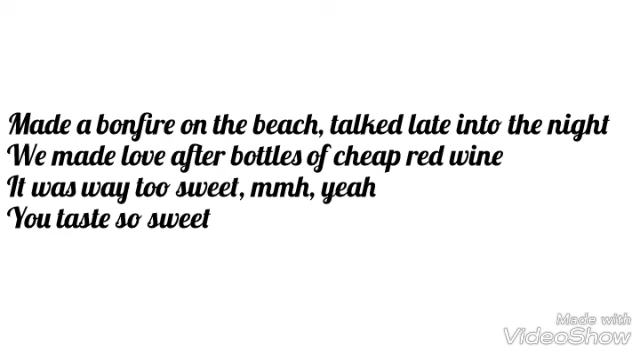 Made a bonfire on the beach, talked late into the night
We made love after bottles of cheap red wine
It was way too sweet, mmh, yeah
You taste so sweet
Made with
VideoShow